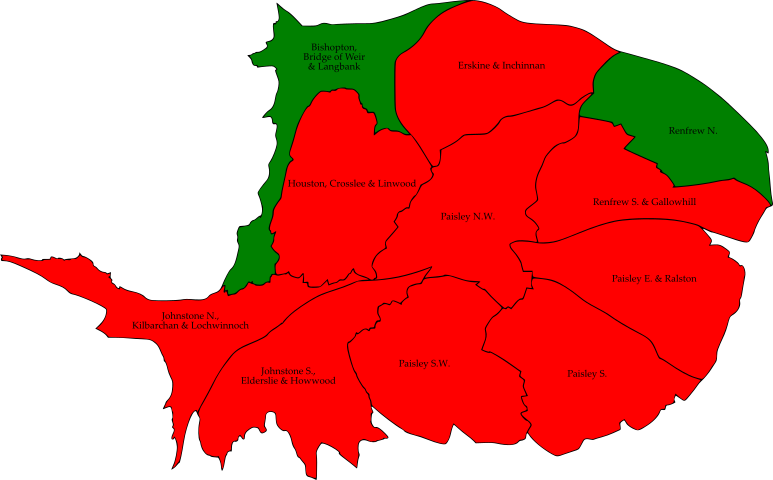 Bishopton,
Bridge of Weir
& Langbank
Erskine & Inchinnan
Renfrew N.
Houston, Crosslee & Linwood
Renfrew S. & Gallowhill
Paisley N.W.
Paisley E. & Ralston
Johnstone N.,
Kilbarchan & Lochwinnoch
Johnstone S.,
Elderslie & Howwood
Paisley S.W.
Paisley S.